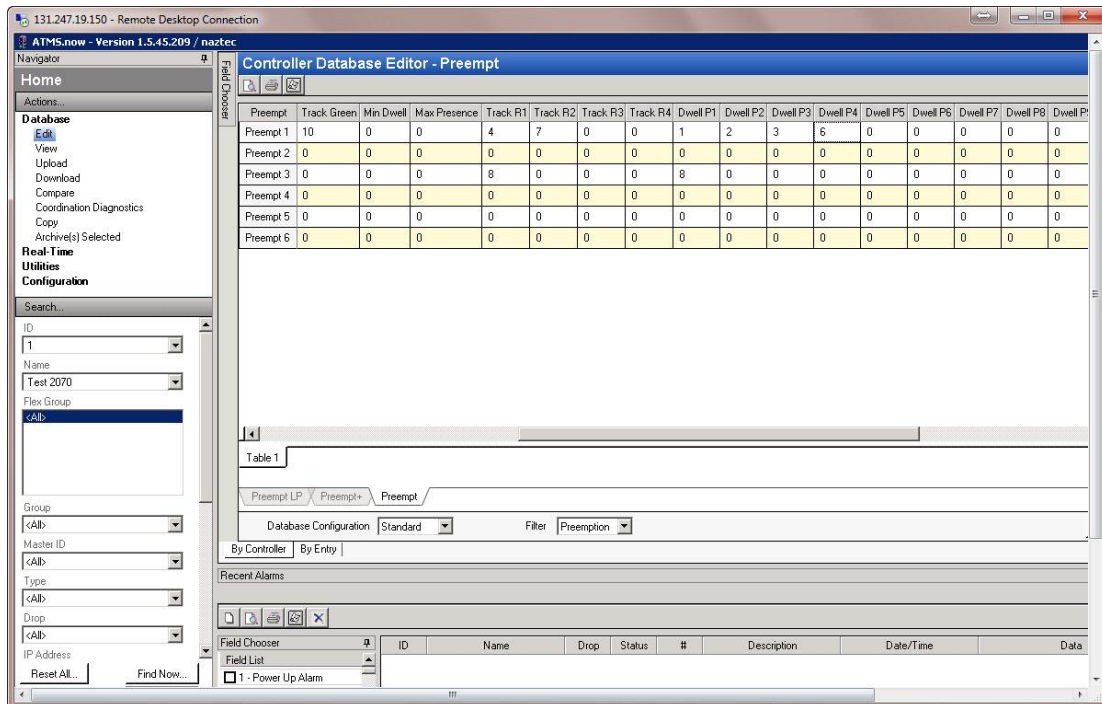 131.247.19.150 - Remote Desktop Connection
ATMS.now - Version 1.5.45.209 / naztec
Navigator
Home
Actions...
Database
Edit
View
Upload
Download
Compare
Coordination Diagnostics
Copy
Archive(s) Selected
Real-Time
Utilities
Configuration
Search...
ID
1
Name
Test 2070
Flex Group
<All>
Group
<All>
Master ID
<All>
Type
<All>
Drop
<All>
IP Address
Reset All... Find Now...
Field Chooser
Controller Database Editor - Preempt
Preempt Track Green Min Dwell Max Presence Track R1 Track R2 Track R3 Track R4 Dwell P1 Dwell P2 Dwell P3 Dwell P4 Dwell P5 Dwell P6 Dwell P7 Dwell P8 Dwell P9
Preempt 1 10 0 0 4 7 0 0 1 2 3 6 0 0 0 0 0
Preempt 2 0 0 0 0 0 0 0 0 0 0 0 0 0 0 0 0
Preempt 3 0 0 0 8 0 0 0 8 0 0 0 0 0 0 0 0
Preempt 4 0 0 0 0 0 0 0 0 0 0 0 0 0 0 0 0
Preempt 5 0 0 0 0 0 0 0 0 0 0 0 0 0 0 0 0
Preempt 6 0 0 0 0 0 0 0 0 0 0 0 0 0 0 0 0
Table 1
Preempt LP Preempt+ Preempt
Database Configuration Standard Filter Preemption
By Controller By Entry
Recent Alarms
Field Chooser
Field List
1 - Power Up Alarm
ID Name Drop Status # Description Date/Time Data